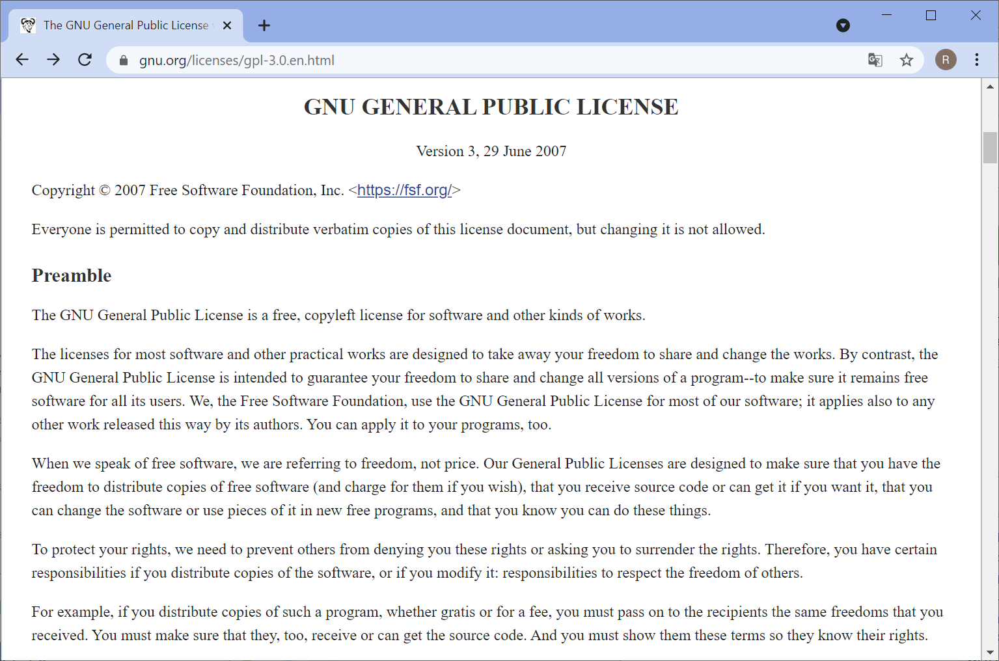 The GNU General Public License
gnu.org/licenses/gpl-3.0.en.html
R
GNU GENERAL PUBLIC LICENSE
Version 3, 29 June 2007
Copyright © 2007 Free Software Foundation, Inc. <https://fsf.org/>
Everyone is permitted to copy and distribute verbatim copies of this license document, but changing it is not allowed.
Preamble
The GNU General Public License is a free, copyleft license for software and other kinds of works.
The licenses for most software and other practical works are designed to take away your freedom to share and change the works. By contrast, the
GNU General Public License is intended to guarantee your freedom to share and change all versions of a program--to make sure it remains free
software for all its users. We, the Free Software Foundation, use the GNU General Public License for most of our software; it applies also to any
other work released this way by its authors. You can apply it to your programs, too.
When we speak of free software, we are referring to freedom, not price. Our General Public Licenses are designed to make sure that you have the
freedom to distribute copies of free software (and charge for them if you wish), that you receive source code or can get it if you want it, that you
can change the software or use pieces of it in new free programs, and that you know you can do these things.
To protect your rights, we need to prevent others from denying you these rights or asking you to surrender the rights. Therefore, you have certain
responsibilities if you distribute copies of the software, or if you modify it: responsibilities to respect the freedom of others.
For example, if you distribute copies of such a program, whether gratis or for a fee, you must pass on to the recipients the same freedoms that you
received. You must make sure that they, too, receive or can get the source code. And you must show them these terms so they know their rights.